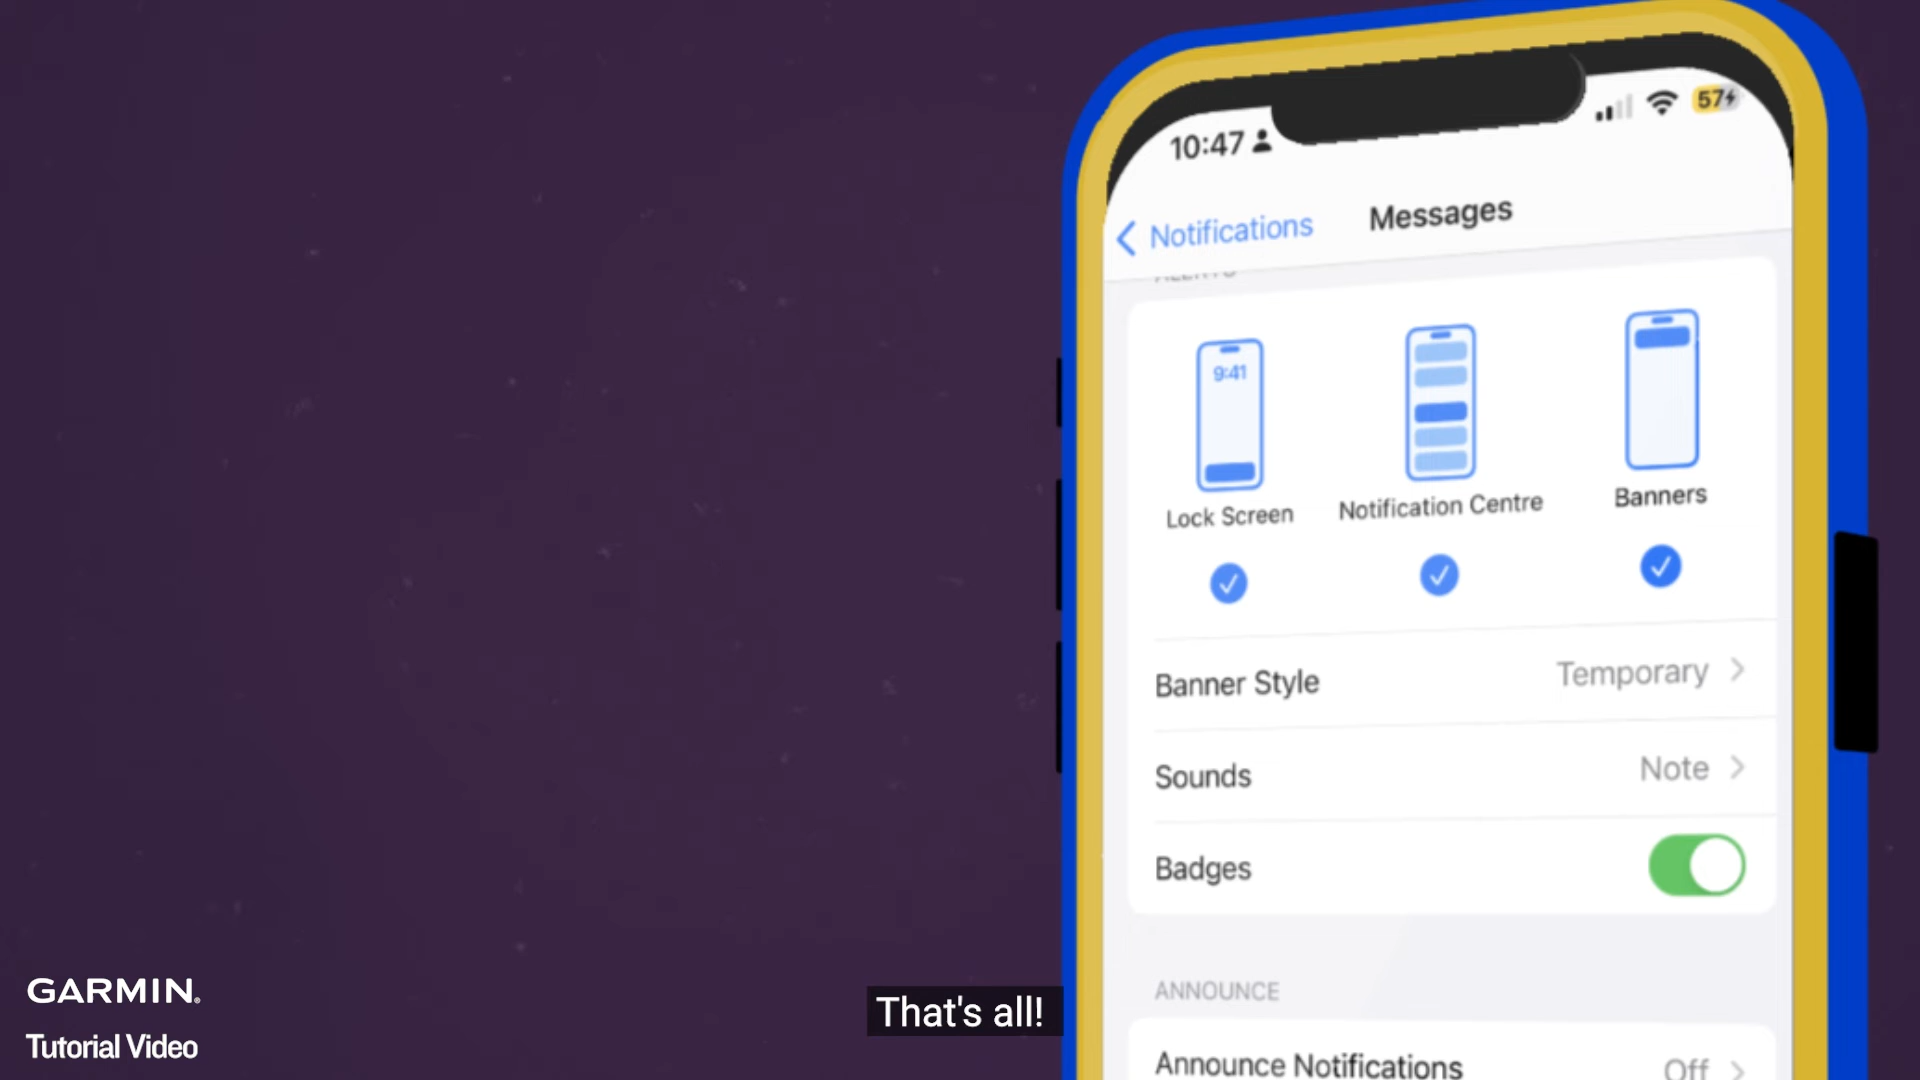 10:47
57
Notifications
Messages
ALERTS
9:41
Lock Screen
Notification Centre
Banners
Banner Style
Temporary
Sounds
Note
Badges
ANNOUNCE
Announce Notifications
Off
GARMIN.
Tutorial Video
That's all!